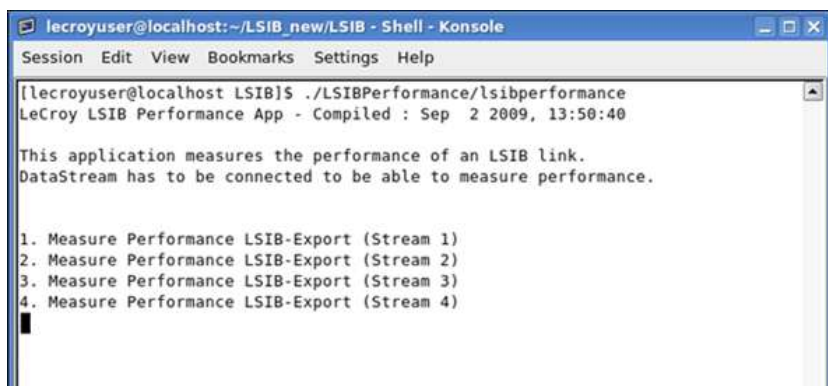 lecroyuser@localhost:~/LSIB_new/LSIB - Shell - Konsole
Session Edit View Bookmarks Settings Help
[lecroyuser@localhost LSIB]$ ./LSIBPerformance/lsibperformance
LeCroy LSIB Performance App - Compiled : Sep  2 2009, 13:50:40
This application measures the performance of an LSIB link.
DataStream has to be connected to be able to measure performance.
1. Measure Performance LSIB-Export (Stream 1)
2. Measure Performance LSIB-Export (Stream 2)
3. Measure Performance LSIB-Export (Stream 3)
4. Measure Performance LSIB-Export (Stream 4)